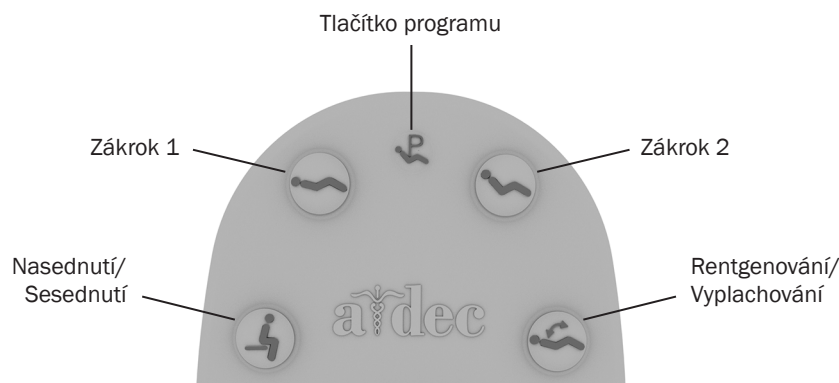 Tlačítko programu
P
Zákrok 1
Zákrok 2
Nasednutí/
Sesednutí
Rentgenování/
Vyplachování
a dec